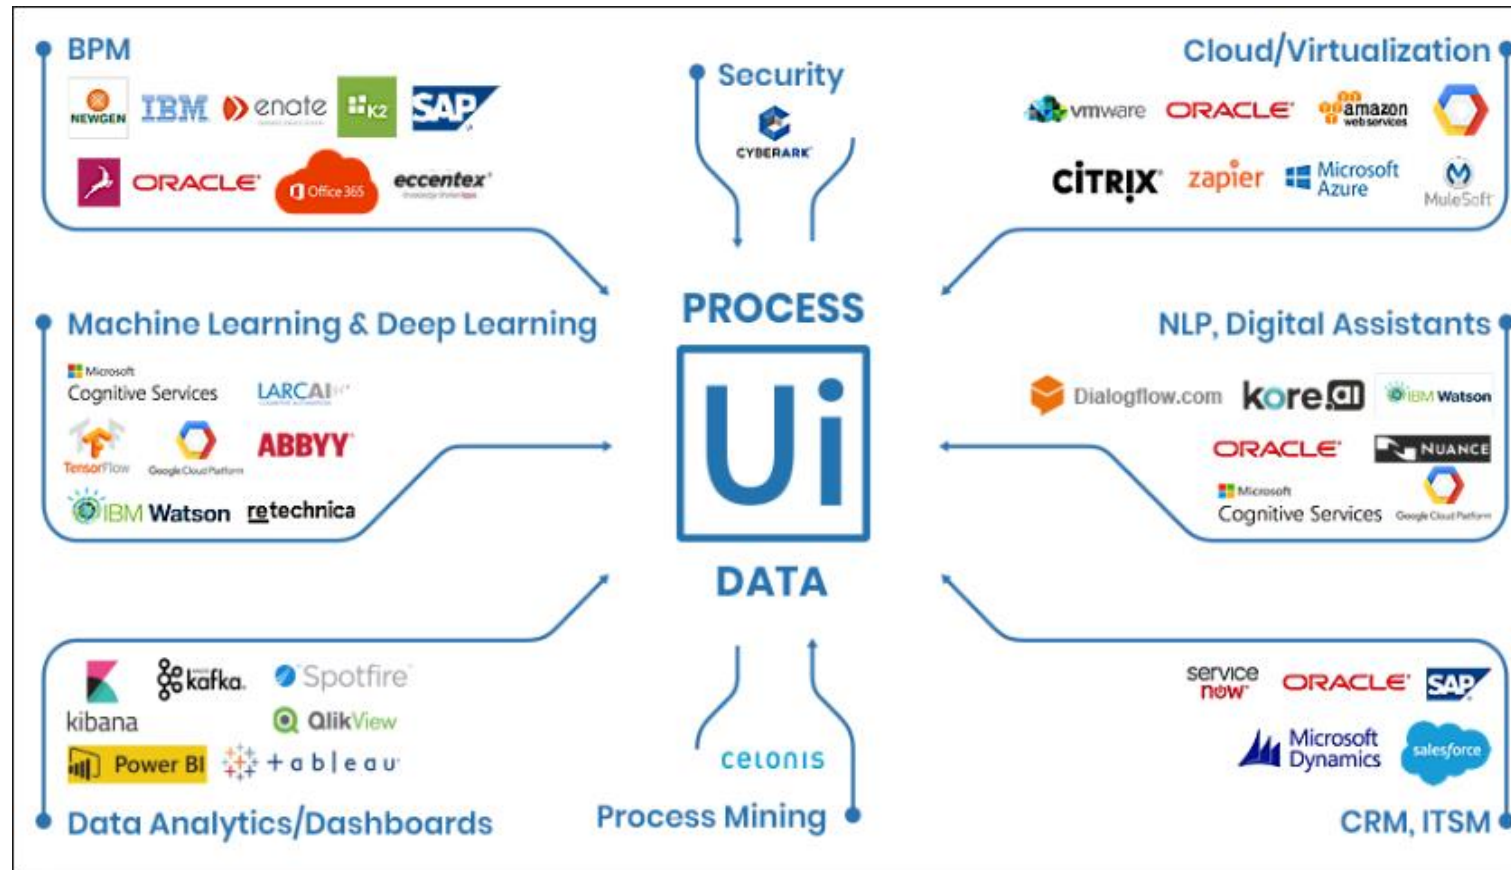 BPM
NEWGEN
IBM
enate
K2
SAP
ORACLE
Office 365
eccentex
Security
CYBERARK
Cloud/Virtualization
vmware
ORACLE
amazon
webservices
CITRIX
zapier
Microsoft
Azure
MuleSoft
Machine Learning & Deep Learning
Microsoft
Cognitive Services
LARCAI
TensorFlow
Google Cloud Platform
ABBYY
IBM Watson
retechnica
PROCESS
Ui
DATA
NLP, Digital Assistants
Dialogflow.com
kore.ai
IBM Watson
ORACLE
NUANCE
Microsoft
Cognitive Services
Google Cloud Platform
kibana
kafka
Spotfire
QlikView
Power BI
+ableau
Data Analytics/Dashboards
celonis
Process Mining
service
now
ORACLE
SAP
Microsoft
Dynamics
salesforce
CRM, ITSM